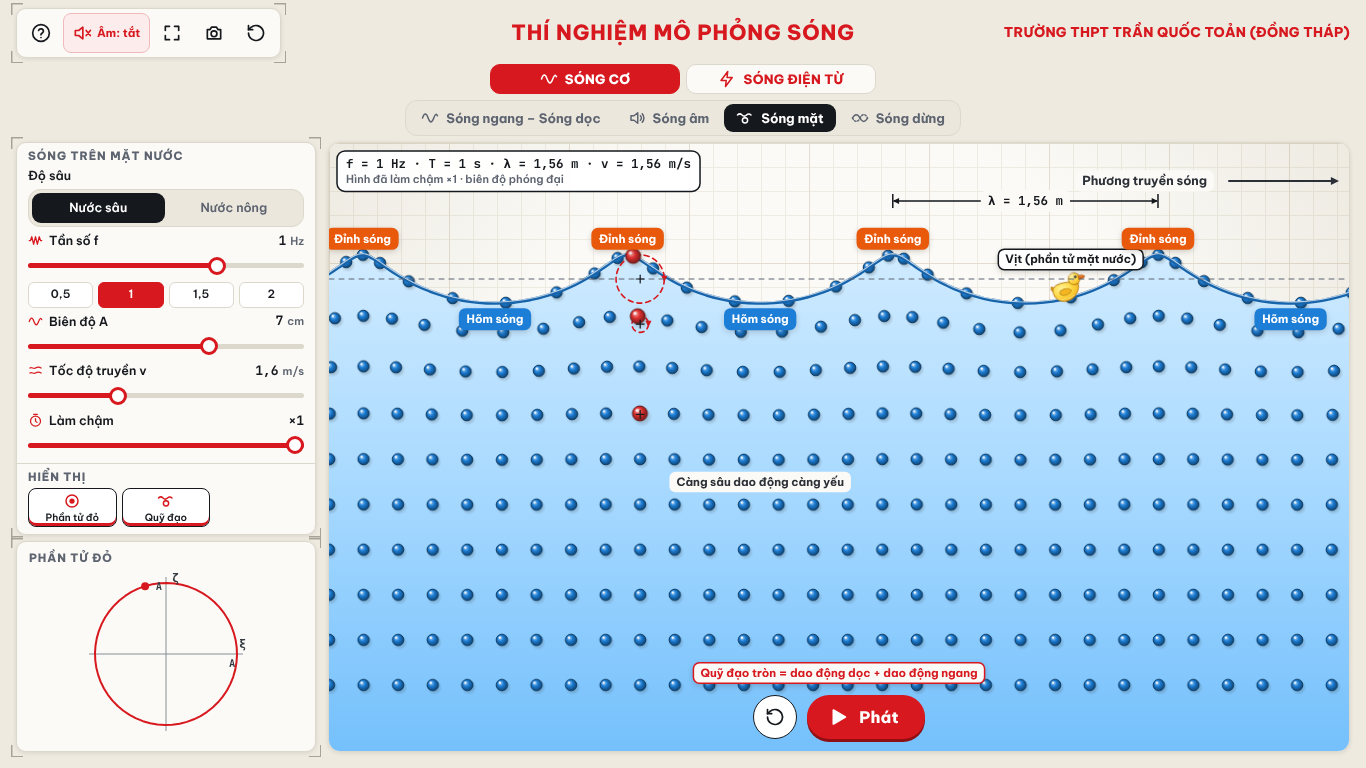 Âm: tắt
THÍ NGHIỆM MÔ PHỎNG SÓNG
TRƯỜNG THPT TRẦN QUỐC TOẢN (ĐỒNG THÁP)
SÓNG CƠ
SÓNG ĐIỆN TỪ
Sóng ngang – Sóng dọc
Sóng âm
Sóng mặt
Sóng dừng
SÓNG TRÊN MẶT NƯỚC
Độ sâu
Nước sâu
Nước nông
Tần số f
1 Hz
0,5
1
1,5
2
Biên độ A
7 cm
Tốc độ truyền v
1,6 m/s
Làm chậm
×1
HIỂN THỊ
Phần tử đỏ
Quỹ đạo
PHẦN TỬ ĐỎ
ζ
A
ξ
A
f = 1 Hz · T = 1 s · λ = 1,56 m · v = 1,56 m/s
Hình đã làm chậm ×1 · biên độ phóng đại
Phương truyền sóng
λ = 1,56 m
Đỉnh sóng
Đỉnh sóng
Đỉnh sóng
Đỉnh sóng
Vịt (phần tử mặt nước)
Hõm sóng
Hõm sóng
Hõm sóng
Càng sâu dao động càng yếu
Quỹ đạo tròn = dao động dọc + dao động ngang
Phát